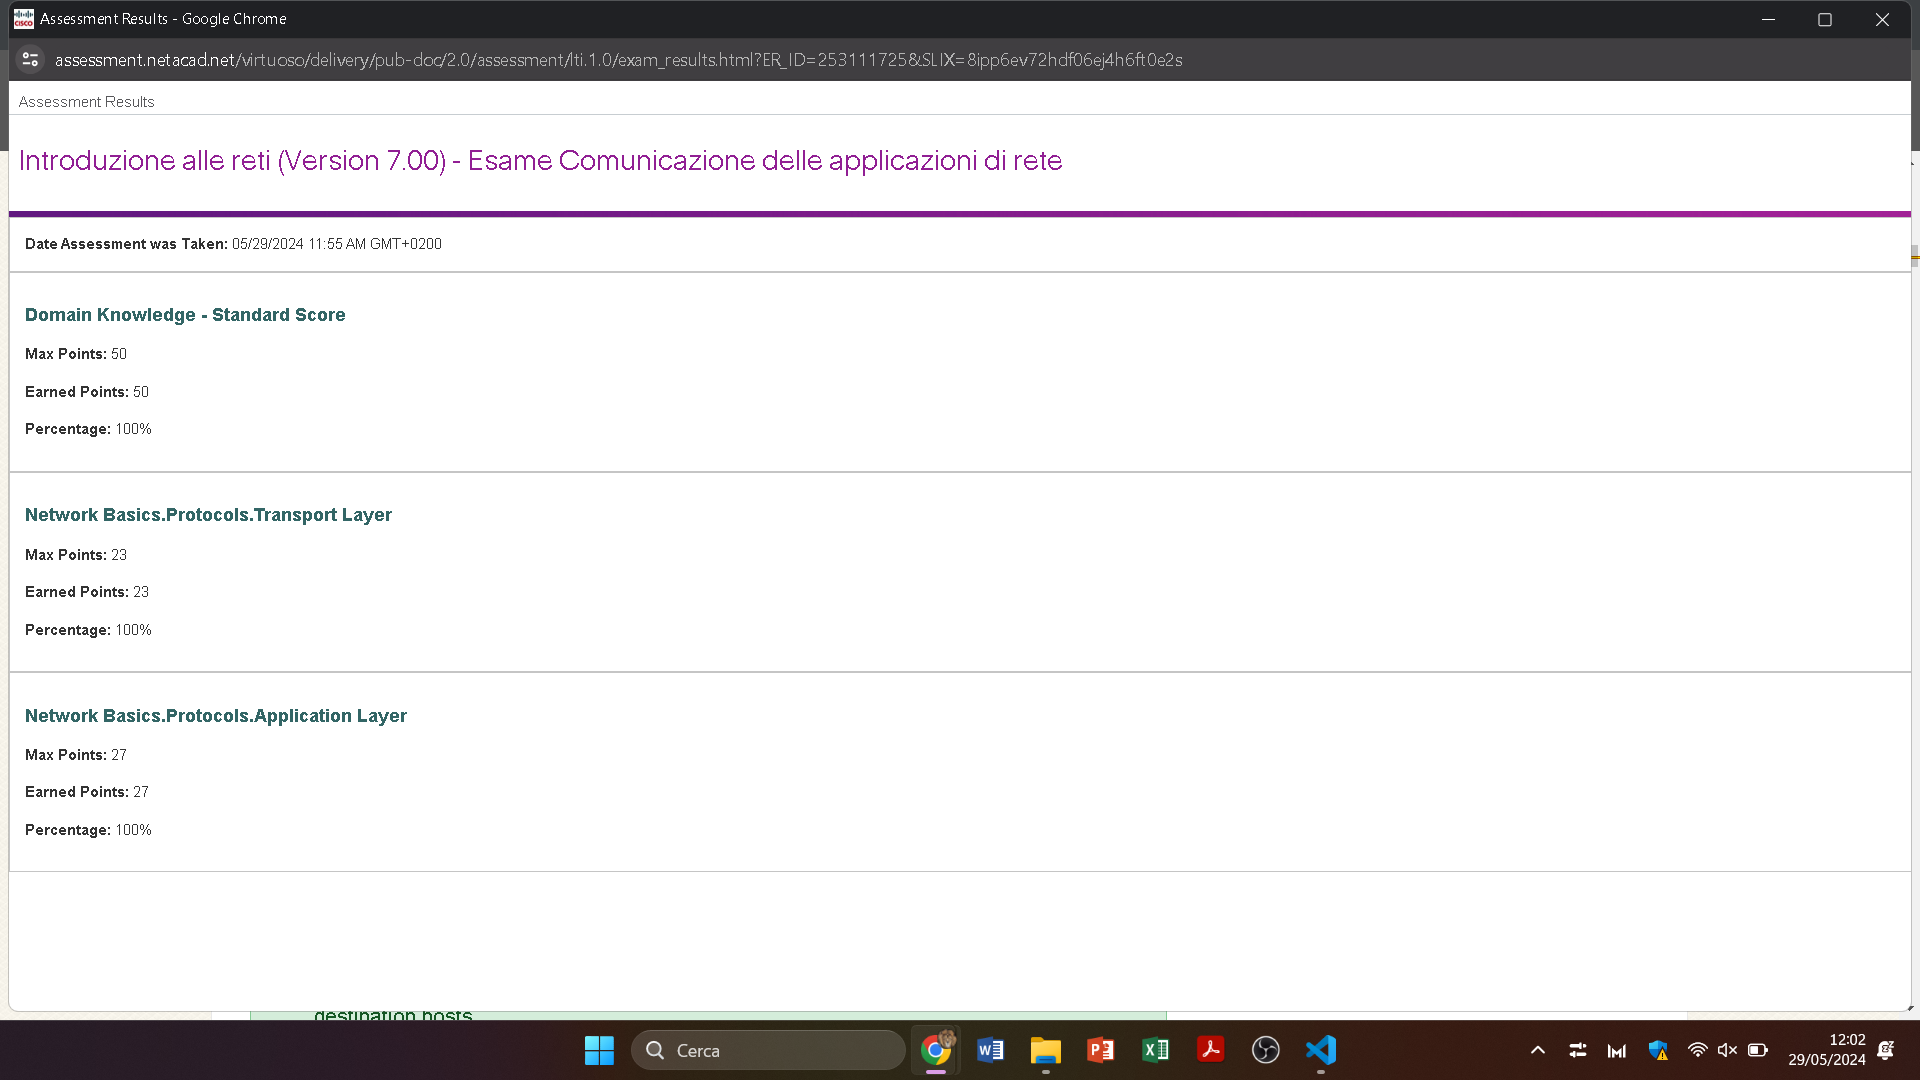 Assessment Results - Google Chrome
assessment.netacad.net/virtuoso/delivery/pub-doc/2.0/assessment/lti.1.0/exam_results.html?ER_ID=253111725&SLIX=8ipp6ev72hdf06ej4h6ft0e2s
Assessment Results
Introduzione alle reti (Version 7.00) - Esame Comunicazione delle applicazioni di rete
Date Assessment was Taken: 05/29/2024 11:55 AM GMT+0200
Domain Knowledge - Standard Score
Max Points: 50
Earned Points: 50
Percentage: 100%
Network Basics.Protocols.Transport Layer
Max Points: 23
Earned Points: 23
Percentage: 100%
Network Basics.Protocols.Application Layer
Max Points: 27
Earned Points: 27
Percentage: 100%
destination hosts
Cerca
12:02
29/05/2024